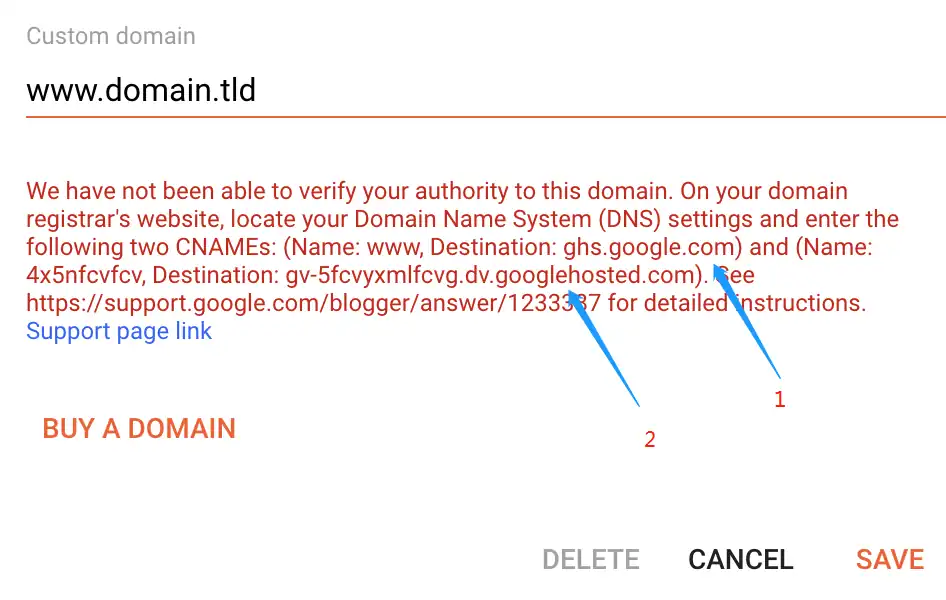 Custom domain
www.domain.tld
We have not been able to verify your authority to this domain. On your domain
registrar's website, locate your Domain Name System (DNS) settings and enter the
following two CNAMEs: (Name: www, Destination: ghs.google.com) and (Name:
4x5nfcvfcv, Destination: gv-5fcvyxmlfcvg.dv.googlehosted.com). See
https://support.google.com/blogger/answer/1233387 for detailed instructions.
Support page link
1
BUY A DOMAIN
2
DELETE CANCEL SAVE